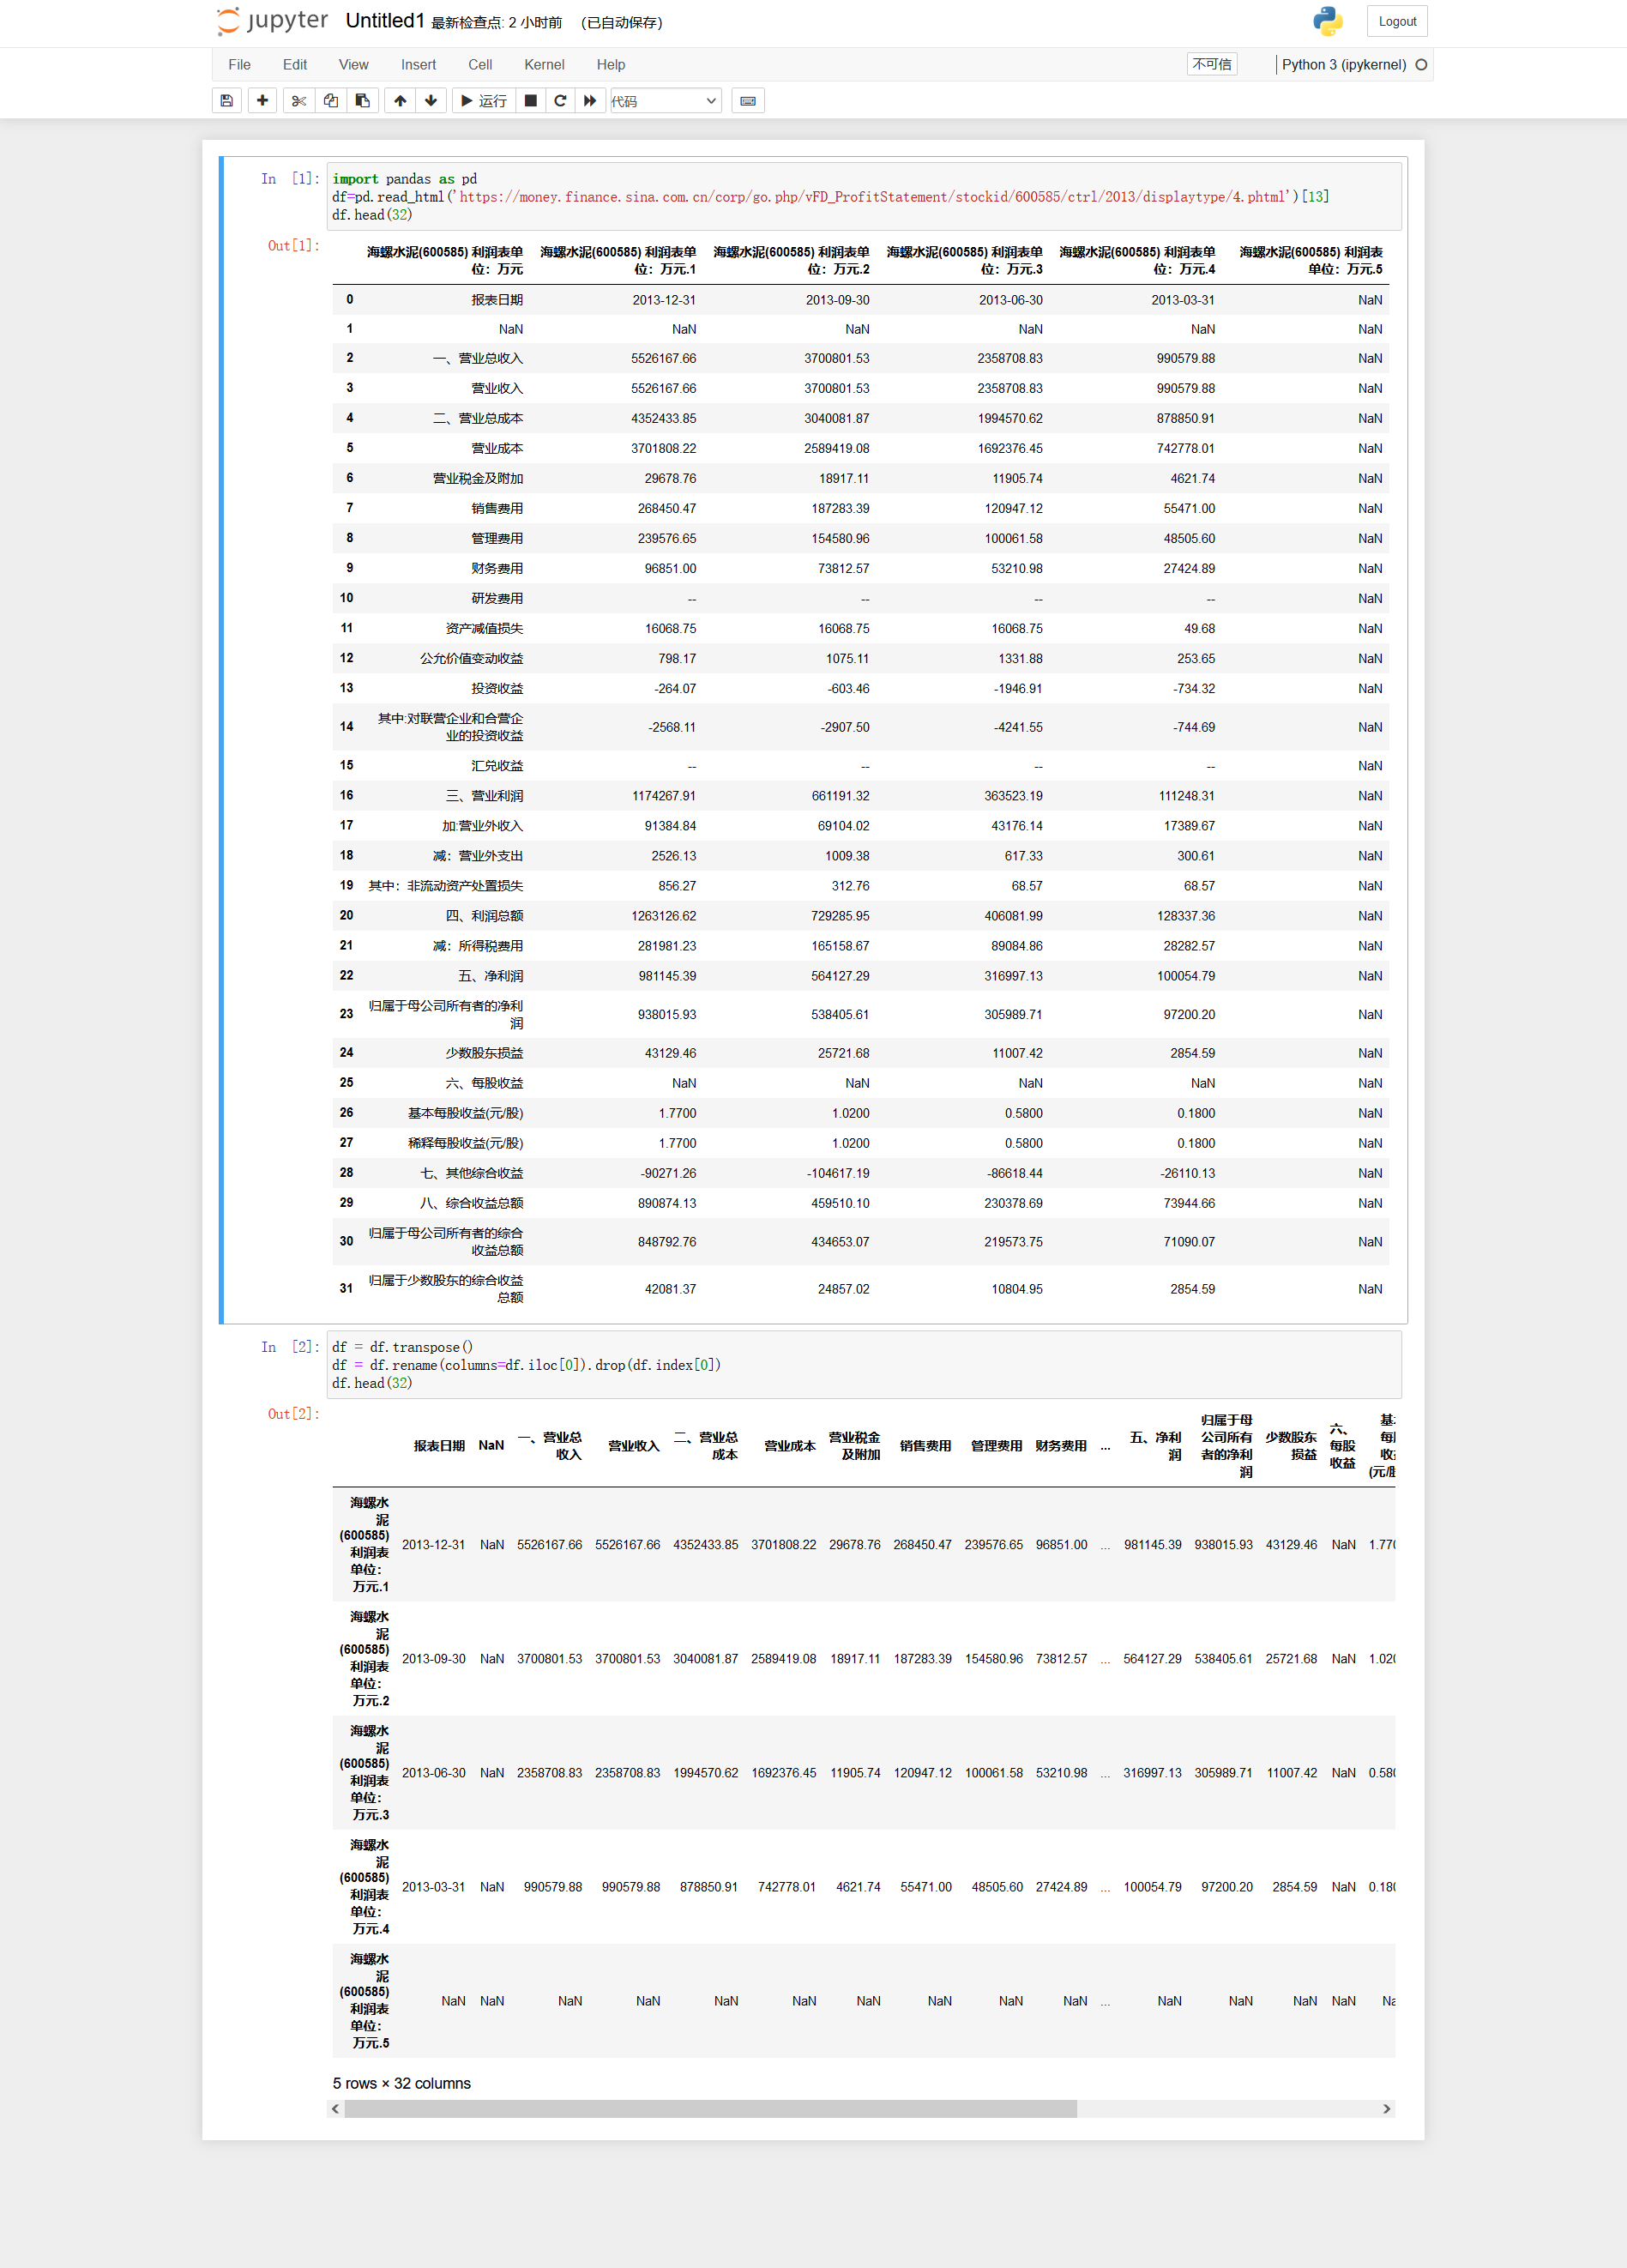 jupyter Untitled1 最新检查点: 2 小时前 (已自动保存) Logout
File Edit View Insert Cell Kernel Help 不可信 Python 3 (ipykernel)
运行 代码
In [1]: import pandas as pd
df=pd.read_html('https://money.finance.sina.com.cn/corp/go.php/vFD_ProfitStatement/stockid/600585/ctrl/2013/displaytype/4.phtml')[13]
df.head(32)
Out[1]:
海螺水泥(600585) 利润表单位：万元 海螺水泥(600585) 利润表单位：万元.1 海螺水泥(600585) 利润表单位：万元.2 海螺水泥(600585) 利润表单位：万元.3 海螺水泥(600585) 利润表单位：万元.4 海螺水泥(600585) 利润表单位：万元.5
0 报表日期 2013-12-31 2013-09-30 2013-06-30 2013-03-31 NaN
1 NaN NaN NaN NaN NaN NaN
2 一、营业总收入 5526167.66 3700801.53 2358708.83 990579.88 NaN
3 营业收入 5526167.66 3700801.53 2358708.83 990579.88 NaN
4 二、营业总成本 4352433.85 3040081.87 1994570.62 878850.91 NaN
5 营业成本 3701808.22 2589419.08 1692376.45 742778.01 NaN
6 营业税金及附加 29678.76 18917.11 11905.74 4621.74 NaN
7 销售费用 268450.47 187283.39 120947.12 55471.00 NaN
8 管理费用 239576.65 154580.96 100061.58 48505.60 NaN
9 财务费用 96851.00 73812.57 53210.98 27424.89 NaN
10 研发费用 -- -- -- -- NaN
11 资产减值损失 16068.75 16068.75 16068.75 49.68 NaN
12 公允价值变动收益 798.17 1075.11 1331.88 253.65 NaN
13 投资收益 -264.07 -603.46 -1946.91 -734.32 NaN
14 其中:对联营企业和合营企业的投资收益 -2568.11 -2907.50 -4241.55 -744.69 NaN
15 汇兑收益 -- -- -- -- NaN
16 三、营业利润 1174267.91 661191.32 363523.19 111248.31 NaN
17 加:营业外收入 91384.84 69104.02 43176.14 17389.67 NaN
18 减：营业外支出 2526.13 1009.38 617.33 300.61 NaN
19 其中：非流动资产处置损失 856.27 312.76 68.57 68.57 NaN
20 四、利润总额 1263126.62 729285.95 406081.99 128337.36 NaN
21 减：所得税费用 281981.23 165158.67 89084.86 28282.57 NaN
22 五、净利润 981145.39 564127.29 316997.13 100054.79 NaN
23 归属于母公司所有者的净利润 938015.93 538405.61 305989.71 97200.20 NaN
24 少数股东损益 43129.46 25721.68 11007.42 2854.59 NaN
25 六、每股收益 NaN NaN NaN NaN NaN
26 基本每股收益(元/股) 1.7700 1.0200 0.5800 0.1800 NaN
27 稀释每股收益(元/股) 1.7700 1.0200 0.5800 0.1800 NaN
28 七、其他综合收益 -90271.26 -104617.19 -86618.44 -26110.13 NaN
29 八、综合收益总额 890874.13 459510.10 230378.69 73944.66 NaN
30 归属于母公司所有者的综合收益总额 848792.76 434653.07 219573.75 71090.07 NaN
31 归属于少数股东的综合收益总额 42081.37 24857.02 10804.95 2854.59 NaN
In [2]: df = df.transpose()
df = df.rename(columns=df.iloc[0]).drop(df.index[0])
df.head(32)
Out[2]:
报表日期 NaN 一、营业总收入 营业收入 二、营业总成本 营业成本 营业税金及附加 销售费用 管理费用 财务费用 ... 五、净利润 归属于母公司所有者的净利润 少数股东损益 六、每股收益
海螺水泥(600585) 利润表单位：万元.1 2013-12-31 NaN 5526167.66 5526167.66 4352433.85 3701808.22 29678.76 268450.47 239576.65 96851.00 ... 981145.39 938015.93 43129.46 NaN 1.770
海螺水泥(600585) 利润表单位：万元.2 2013-09-30 NaN 3700801.53 3700801.53 3040081.87 2589419.08 18917.11 187283.39 154580.96 73812.57 ... 564127.29 538405.61 25721.68 NaN 1.020
海螺水泥(600585) 利润表单位：万元.3 2013-06-30 NaN 2358708.83 2358708.83 1994570.62 1692376.45 11905.74 120947.12 100061.58 53210.98 ... 316997.13 305989.71 11007.42 NaN 0.580
海螺水泥(600585) 利润表单位：万元.4 2013-03-31 NaN 990579.88 990579.88 878850.91 742778.01 4621.74 55471.00 48505.60 27424.89 ... 100054.79 97200.20 2854.59 NaN 0.180
海螺水泥(600585) 利润表单位：万元.5 NaN NaN NaN NaN NaN NaN NaN NaN NaN NaN ... NaN NaN NaN NaN
5 rows × 32 columns